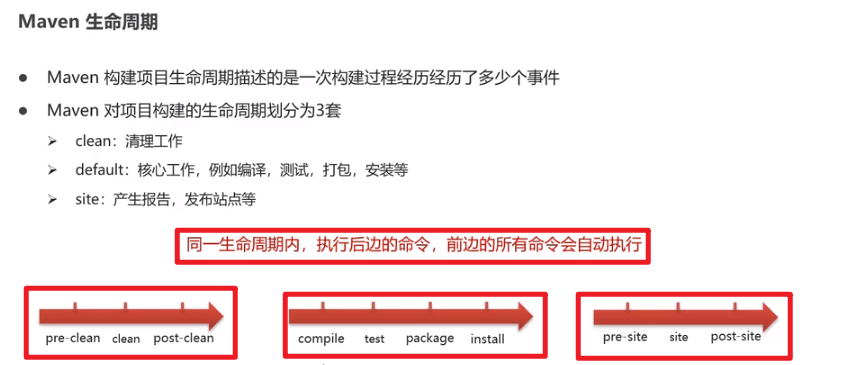 Maven 生命周期
● Maven 构建项目生命周期描述的是一次构建过程经历经历了多少个事件
● Maven 对项目构建的生命周期划分为3套
➢ clean：清理工作
➢ default：核心工作，例如编译，测试，打包，安装等
➢ site：产生报告，发布站点等
同一生命周期内，执行后边的命令，前边的所有命令会自动执行
pre-clean clean post-clean
compile test package install
pre-site site post-site